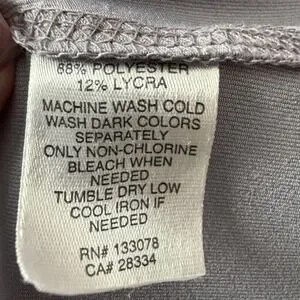 88% POLYESTER
12% LYCRA
MACHINE WASH COLD
WASH DARK COLORS
SEPARATELY
ONLY NON-CHLORINE
BLEACH WHEN
NEEDED
TUMBLE DRY LOW
COOL IRON IF
NEEDED
RN# 133078
CA# 28334